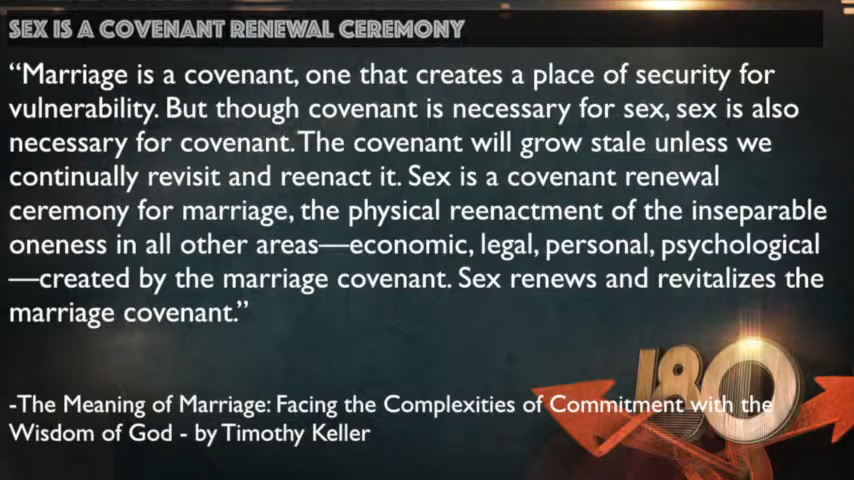 SEX IS A COVENANT RENEWAL CEREMONY
“Marriage is a covenant, one that creates a place of security for
vulnerability. But though covenant is necessary for sex, sex is also
necessary for covenant. The covenant will grow stale unless we
continually revisit and reenact it. Sex is a covenant renewal
ceremony for marriage, the physical reenactment of the inseparable
oneness in all other areas—economic, legal, personal, psychological
—created by the marriage covenant. Sex renews and revitalizes the
marriage covenant.”
-The Meaning of Marriage: Facing the Complexities of Commitment with the
Wisdom of God - by Timothy Keller
180